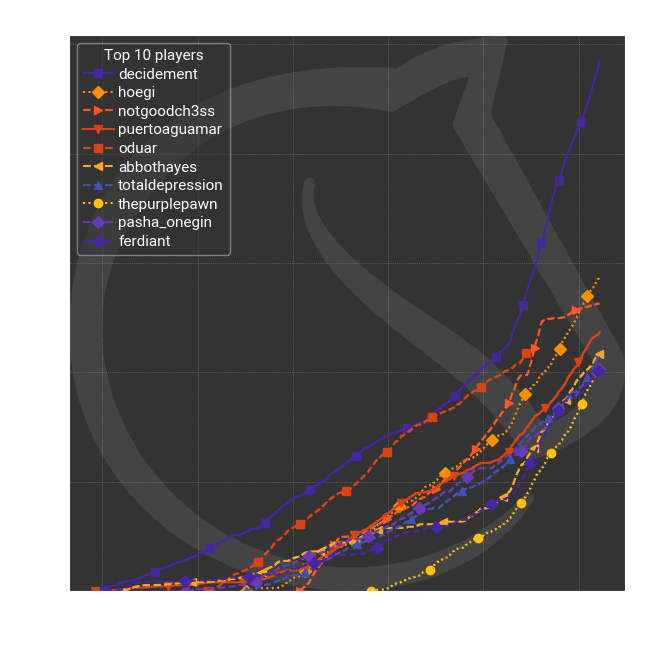 Top 10 players
decidement
hoegi
notgoodch3ss
puertoaguamar
oduar
abbothayes
totaldepression
thepurplepawn
pasha_onegin
ferdiant